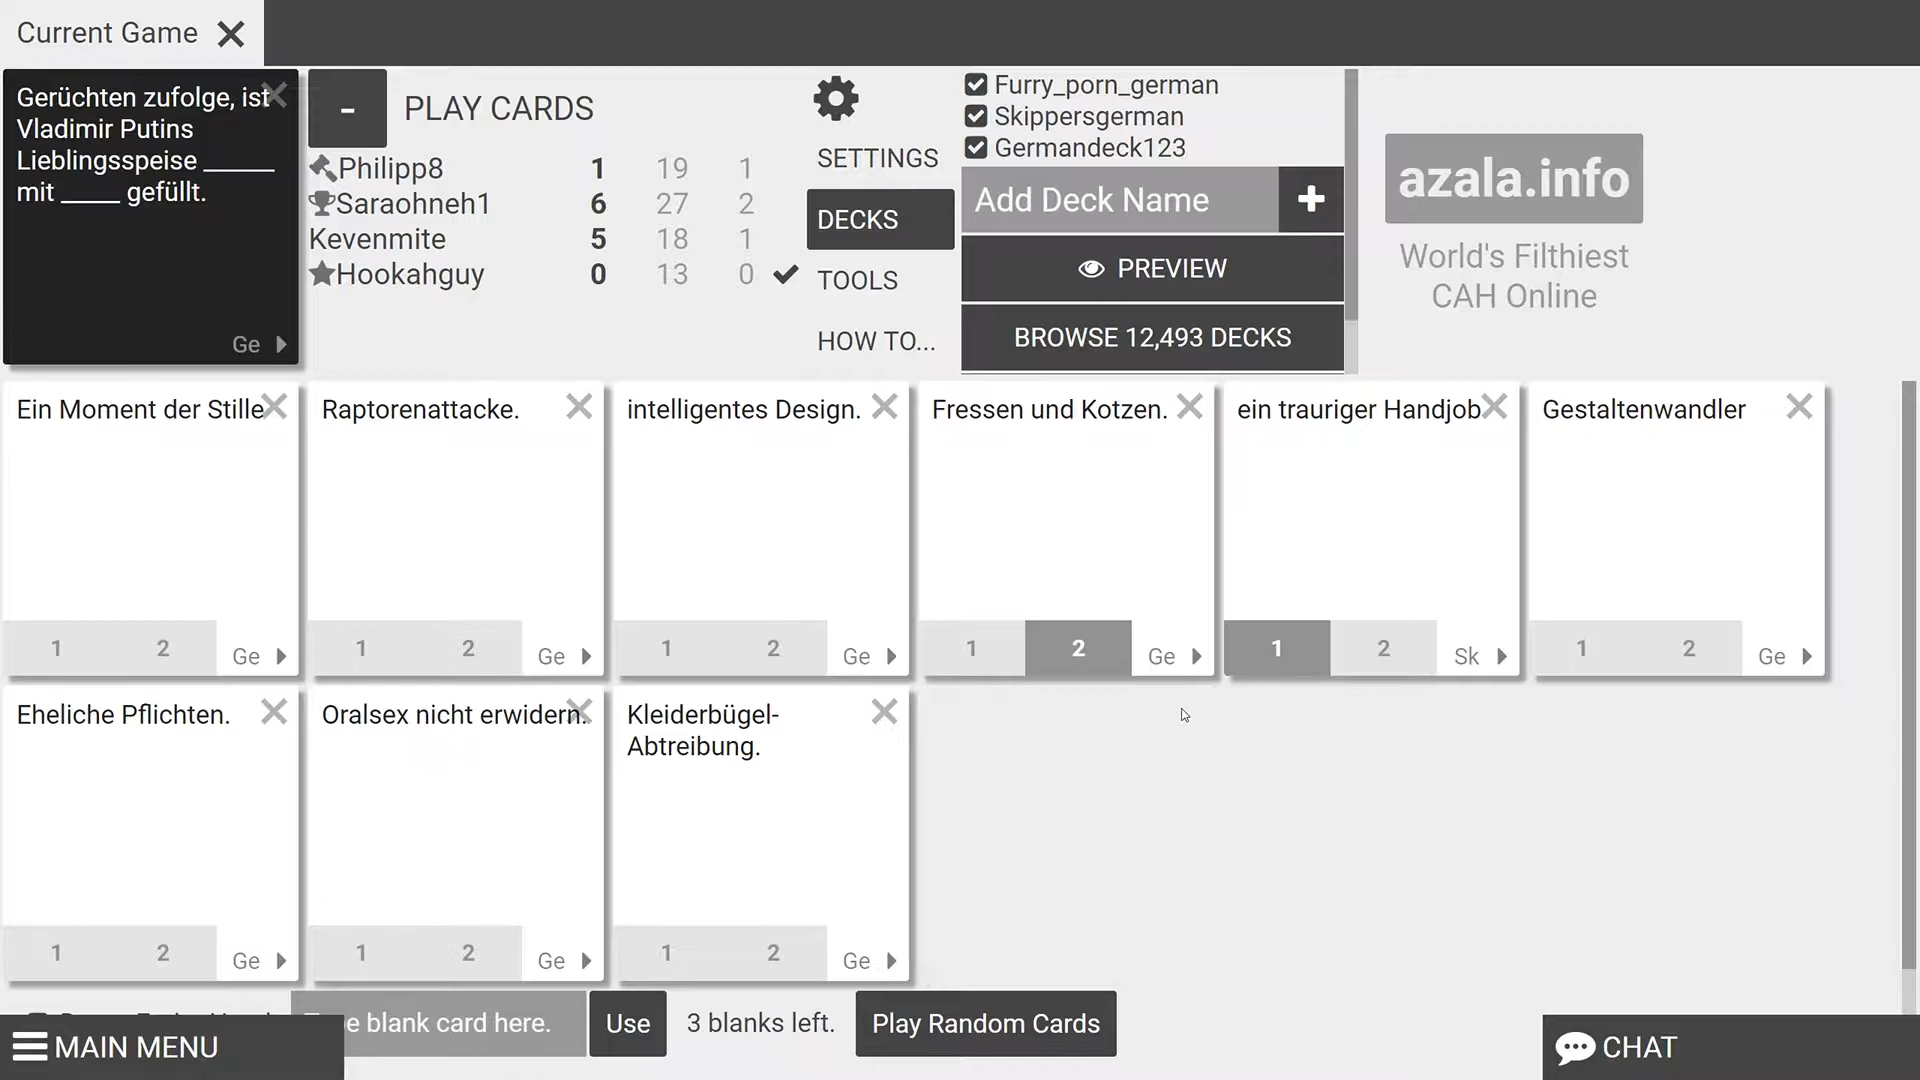 Current Game
Gerüchten zufolge, ist
Vladimir Putins
Lieblingsspeise ______
mit _____ gefüllt.
Ge
- PLAY CARDS
Philipp8 1 19 1
Saraohneh1 6 27 2
Kevenmite 5 18 1
Hookahguy 0 13 0
SETTINGS
DECKS
TOOLS
HOW TO...
Furry_porn_german
Skippersgerman
Germandeck123
Add Deck Name +
PREVIEW
BROWSE 12,493 DECKS
azala.info
World's Filthiest
CAH Online
Ein Moment der Stille
1 2 Ge
Raptorenattacke.
1 2 Ge
intelligentes Design.
1 2 Ge
Fressen und Kotzen.
1 2 Ge
ein trauriger Handjob
1 2 Sk
Gestaltenwandler
1 2 Ge
Eheliche Pflichten.
1 2 Ge
Oralsex nicht erwidern.
1 2 Ge
Kleiderbügel-
Abtreibung.
1 2 Ge
blank card here.
Use
3 blanks left.
Play Random Cards
MAIN MENU
CHAT